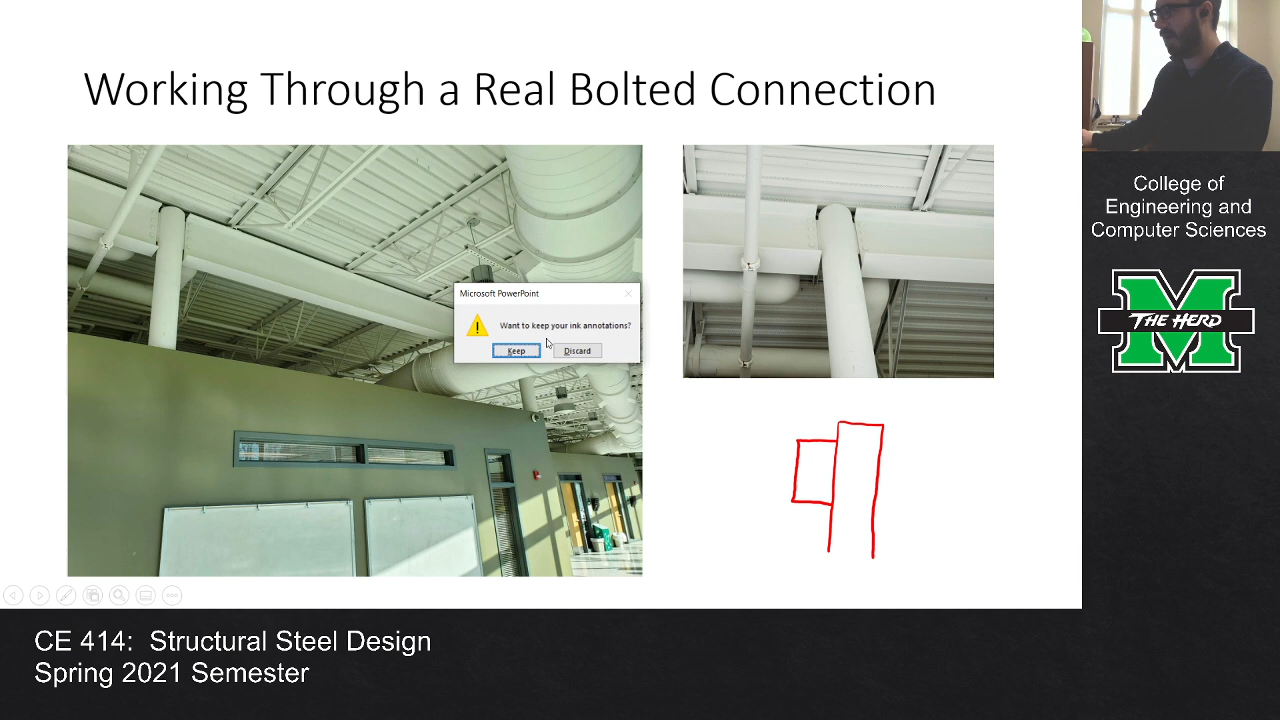 Working Through a Real Bolted Connection
Microsoft PowerPoint
Want to keep your ink annotations?
Keep
Discard
College of
Engineering and
Computer Sciences
THE HERD
CE 414:  Structural Steel Design
Spring 2021 Semester